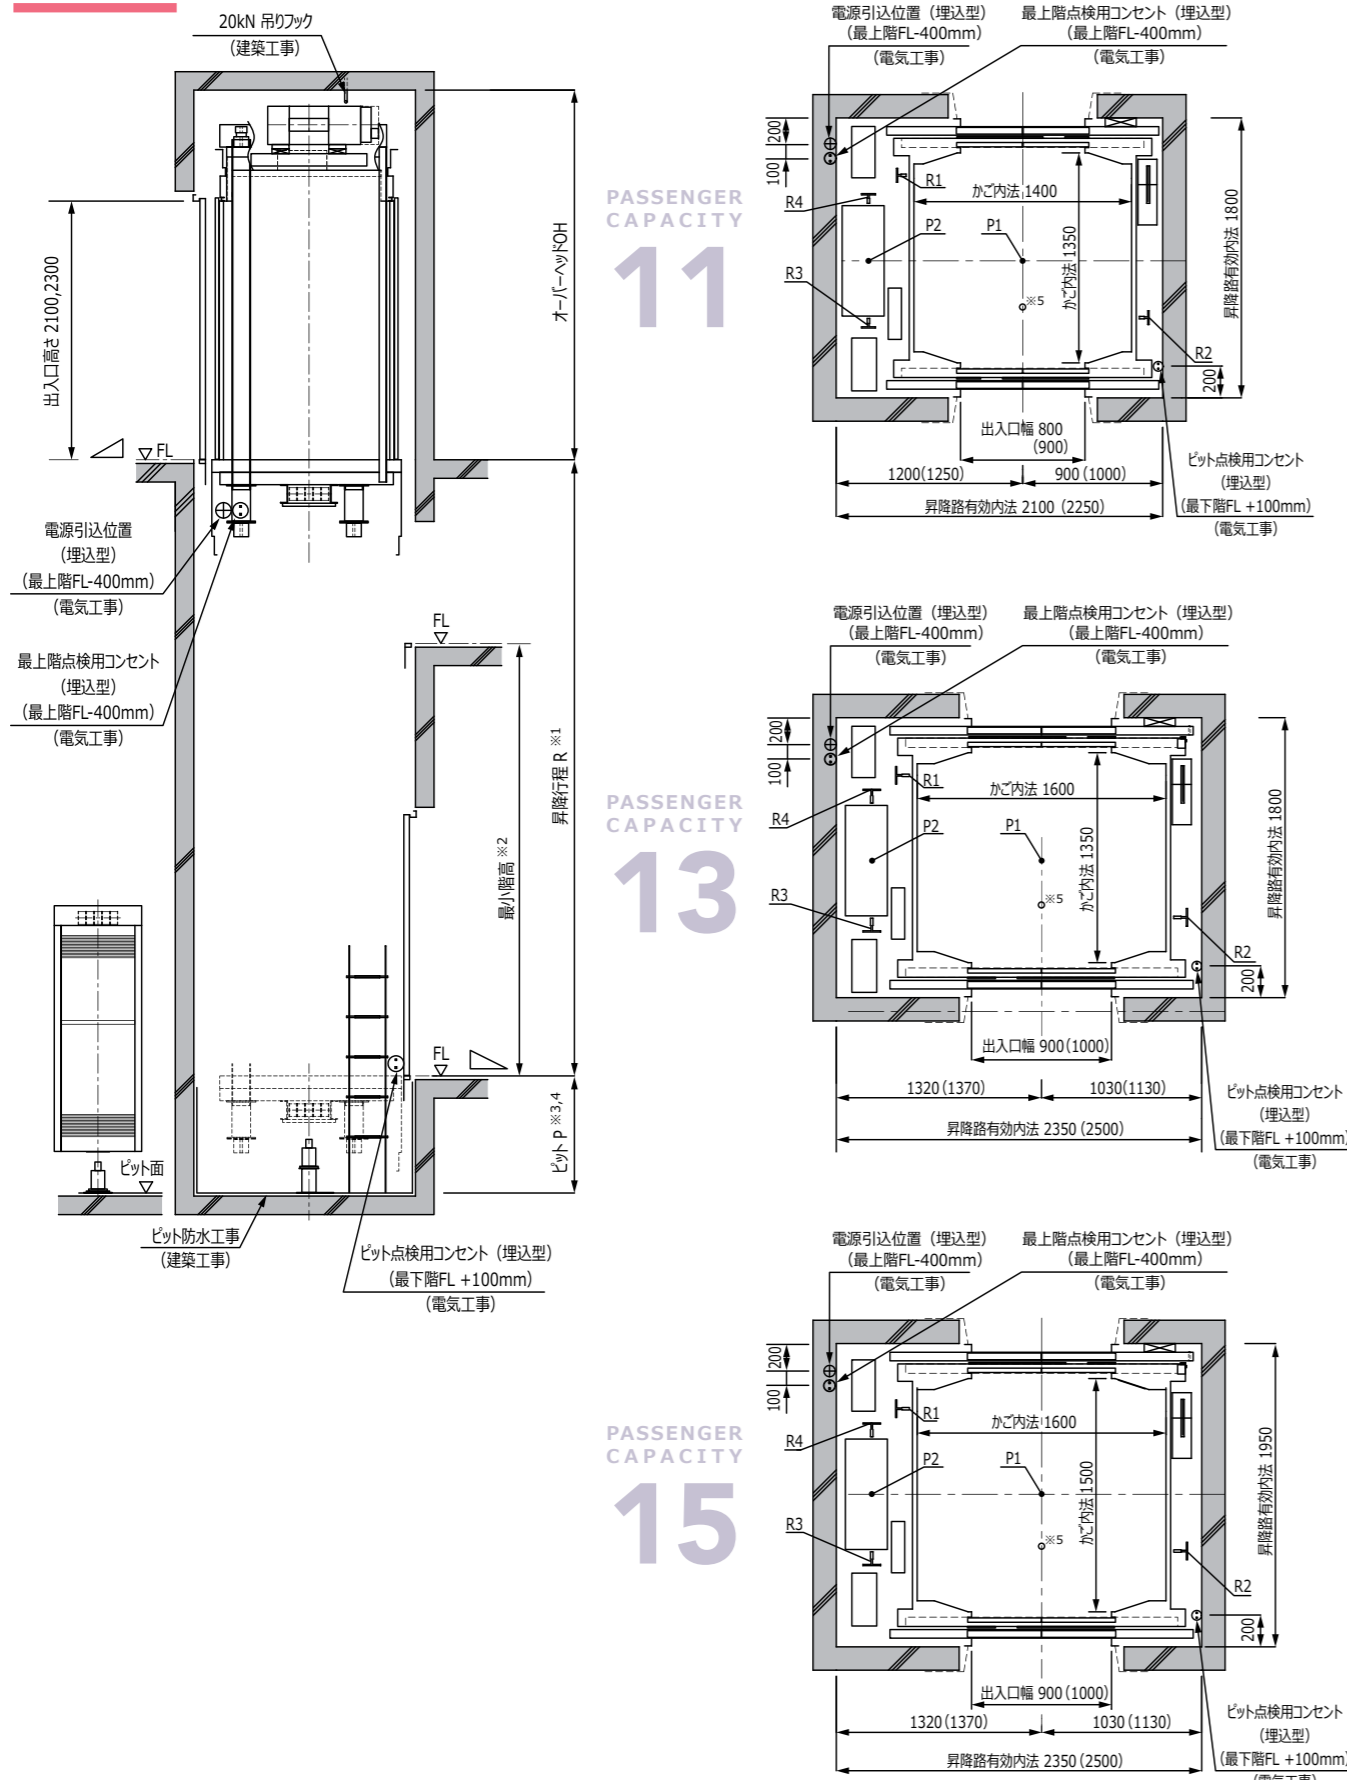 20kN 吊りフック
(建築工事)
オーバーヘッドOH
出入口高さ 2100,2300
FL
電源引込位置
(埋込型)
(最上階FL-400mm)
(電気工事)
最上階点検用コンセント
(埋込型)
(最上階FL-400mm)
(電気工事)
FL
昇降行程 R ※1
最小階高 ※2
FL
ピット P ※3,4
ピット面
ピット防水工事
(建築工事)
ピット点検用コンセント (埋込型)
(最下階FL +100mm)
(電気工事)
PASSENGER
CAPACITY
11
電源引込位置 (埋込型)
(最上階FL-400mm)
(電気工事)
最上階点検用コンセント (埋込型)
(最上階FL-400mm)
(電気工事)
200
100
R1
R4
かご内法 1400
P2
P1
かご内法 1350
昇降路有効内法 1800
R3
※5
R2
200
出入口幅 800
(900)
1200(1250)
900(1000)
昇降路有効内法 2100 (2250)
ピット点検用コンセント
(埋込型)
(最下階FL +100mm)
(電気工事)
PASSENGER
CAPACITY
13
電源引込位置 (埋込型)
(最上階FL-400mm)
(電気工事)
最上階点検用コンセント (埋込型)
(最上階FL-400mm)
(電気工事)
200
100
R1
かご内法 1600
R4
P2
P1
かご内法 1350
昇降路有効内法 1800
R3
※5
R2
200
出入口幅 900(1000)
1320(1370)
1030(1130)
昇降路有効内法 2350 (2500)
ピット点検用コンセント
(埋込型)
(最下階FL +100mm)
(電気工事)
PASSENGER
CAPACITY
15
電源引込位置 (埋込型)
(最上階FL-400mm)
(電気工事)
最上階点検用コンセント (埋込型)
(最上階FL-400mm)
(電気工事)
200
100
R1
かご内法 1600
R4
P2
P1
かご内法 1500
昇降路有効内法 1950
R3
※5
R2
200
出入口幅 900(1000)
1320(1370)
1030(1130)
昇降路有効内法 2350 (2500)
ピット点検用コンセント
(埋込型)
(最下階FL +100mm)
(電気工事)